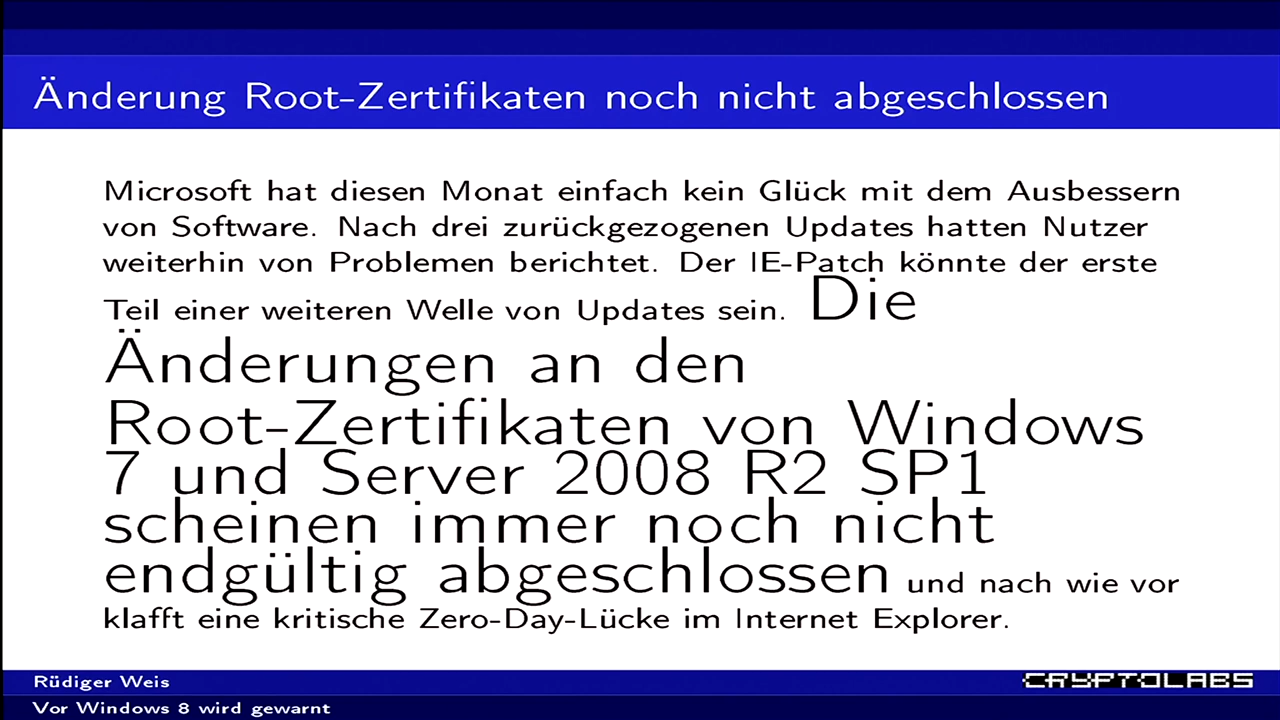 Änderung Root-Zertifikaten noch nicht abgeschlossen
Microsoft hat diesen Monat einfach kein Glück mit dem Ausbessern
von Software. Nach drei zurückgezogenen Updates hatten Nutzer
weiterhin von Problemen berichtet. Der IE-Patch könnte der erste
Teil einer weiteren Welle von Updates sein. Die
Änderungen an den
Root-Zertifikaten von Windows
7 und Server 2008 R2 SP1
scheinen immer noch nicht
endgültig abgeschlossen und nach wie vor
klafft eine kritische Zero-Day-Lücke im Internet Explorer.
Rüdiger Weis
CRYPTOLABS
Vor Windows 8 wird gewarnt